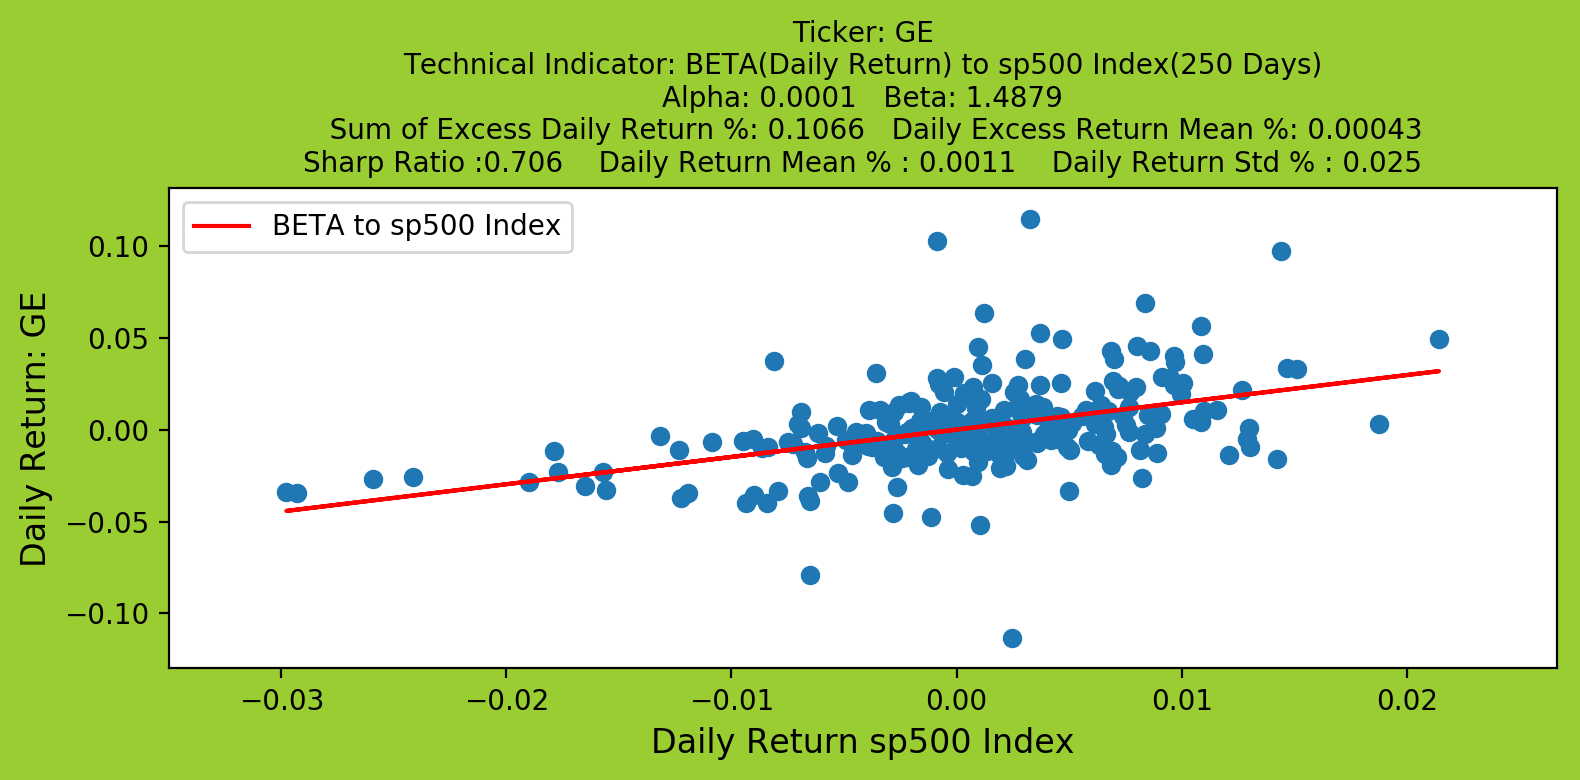 Ticker: GE
Technical Indicator: BETA(Daily Return) to sp500 Index(250 Days)
Alpha: 0.0001   Beta: 1.4879
Sum of Excess Daily Return %: 0.1066   Daily Excess Return Mean %: 0.00043
Sharp Ratio :0.706    Daily Return Mean % : 0.0011    Daily Return Std % : 0.025
BETA to sp500 Index
0.10
0.05
0.00
−0.05
−0.10
Daily Return: GE
−0.03
−0.02
−0.01
0.00
0.01
0.02
Daily Return sp500 Index